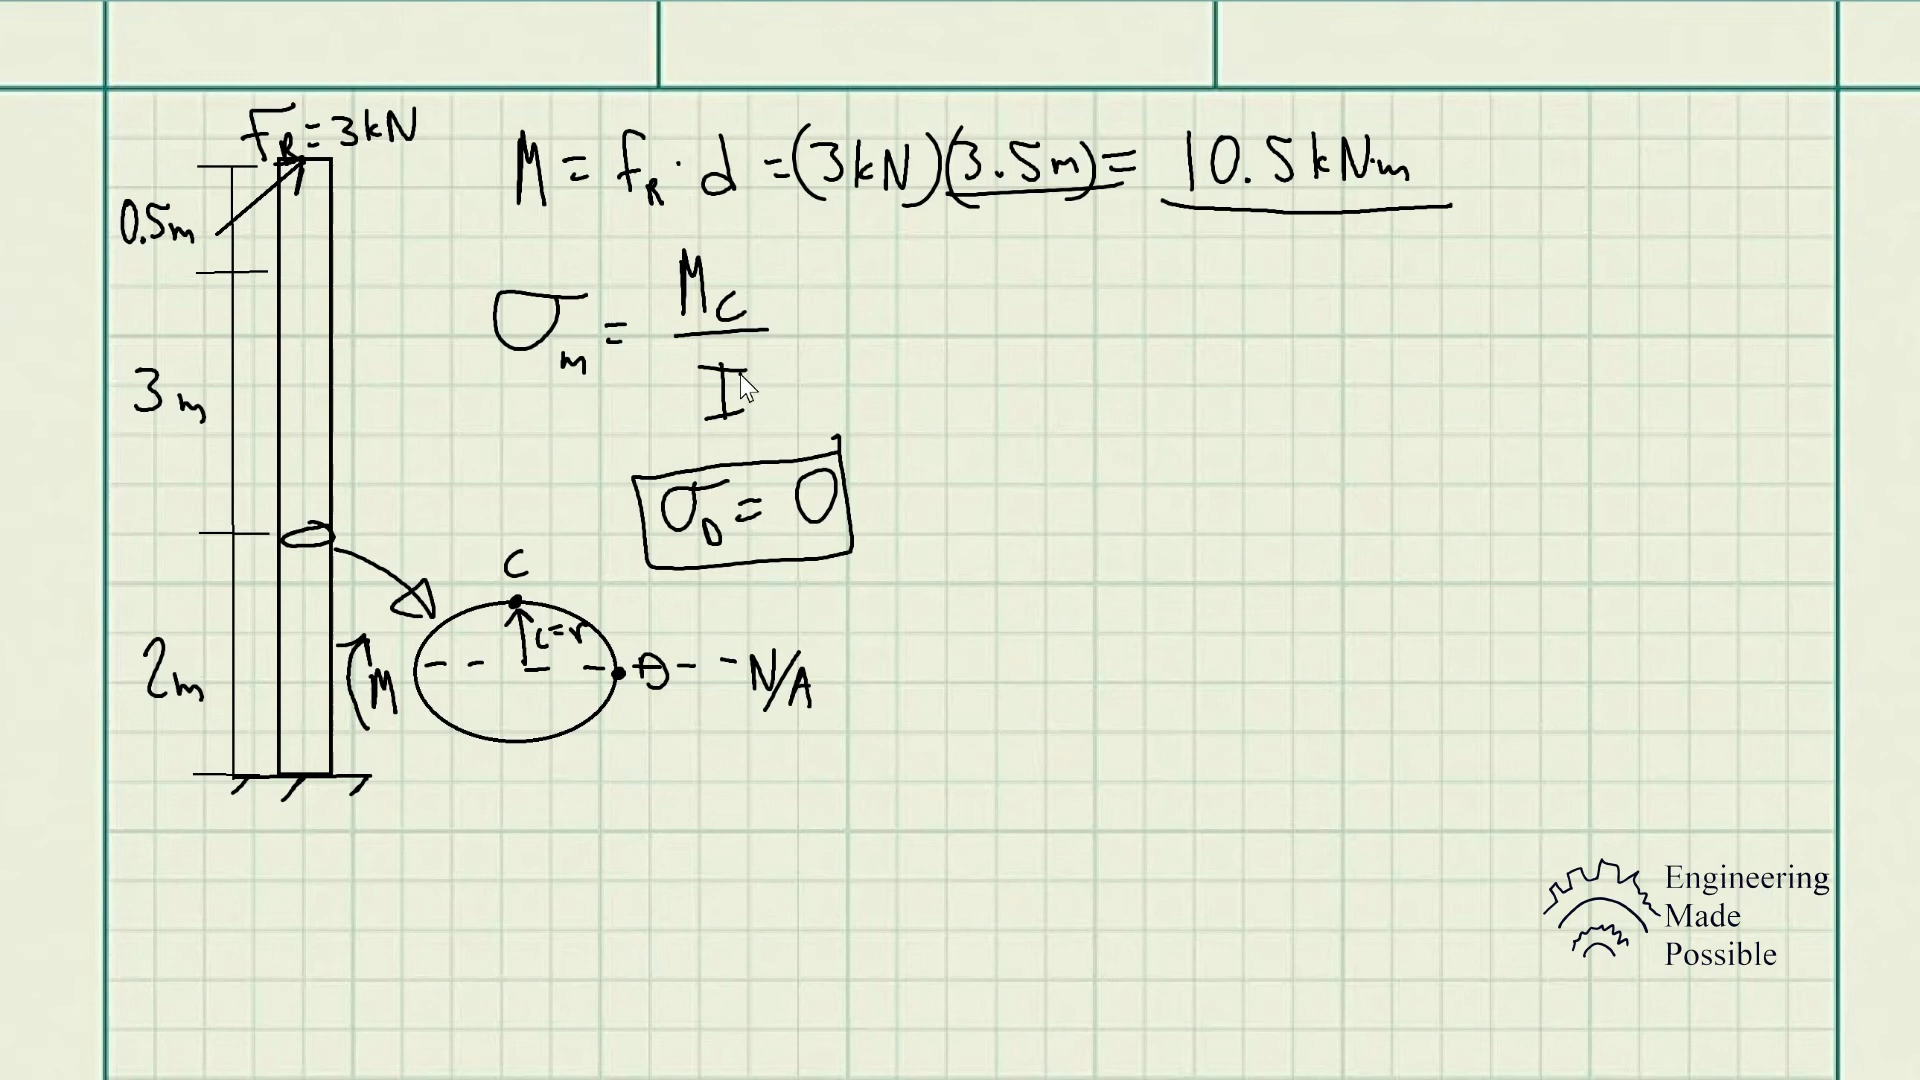 F_R = 3kN
M = F_R · d = (3kN)(3.5m) = 10.5kN·m
0.5m
σ_m = Mc / I
3m
σ_D = 0
C
c=r
2m
M
D
N/A
Engineering
Made
Possible